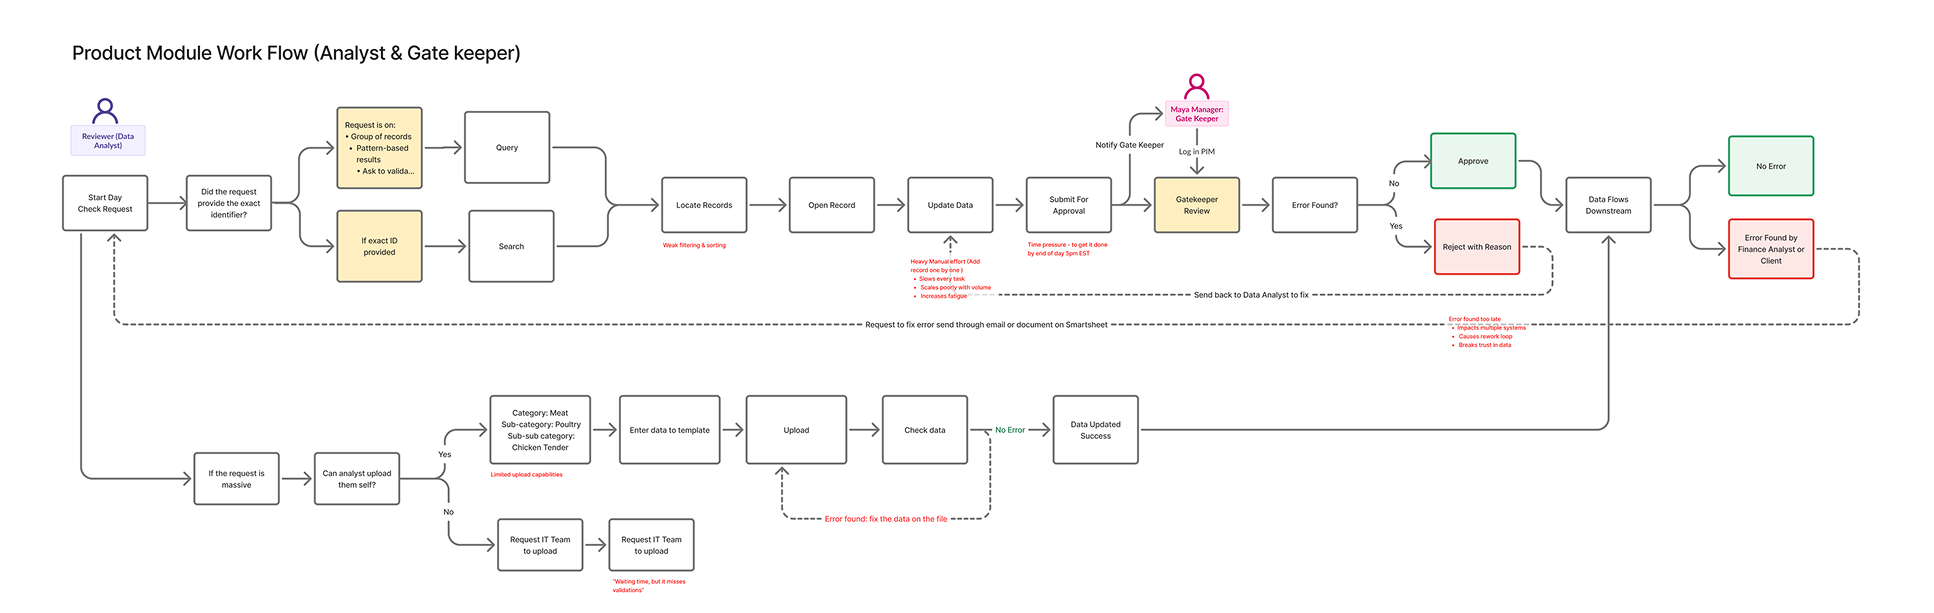 Product Module Work Flow (Analyst & Gate keeper)
Reviewer (Data
Analyst)
Start Day
Check Request
Did the request
provide the exact
identifier?
Request is on:
• Group of records
• Pattern-based
results
• Ask to valida...
Query
If exact ID
provided
Search
Locate Records
Weak filtering & sorting
Open Record
Update Data
Heavy Manual effort (Add
record one by one )
• Slows every task
• Scales poorly with volume
• Increases fatigue
Submit For
Approval
Time pressure - to get it done
by end of day 5pm EST
Notify Gate Keeper
Maya Manager:
Gate Keeper
Log in PIM
Gatekeeper
Review
Error Found?
No
Yes
Approve
Reject with Reason
Send back to Data Analyst to fix
Data Flows
Downstream
No Error
Error Found by
Finance Analyst or
Client
Request to fix error send through email or document on Smartsheet
Error found too late
• Impacts multiple systems
• Causes rework loop
• Breaks trust in data
If the request is
massive
Can analyst upload
them self?
Yes
No
Category: Meat
Sub-category: Poultry
Sub-sub category:
Chicken Tender
Limited upload capabilities
Enter data to template
Upload
Check data
No Error
Data Updated
Success
Error found: fix the data on the file
Request IT Team
to upload
Request IT Team
to upload
"Waiting time, but it misses
validations"